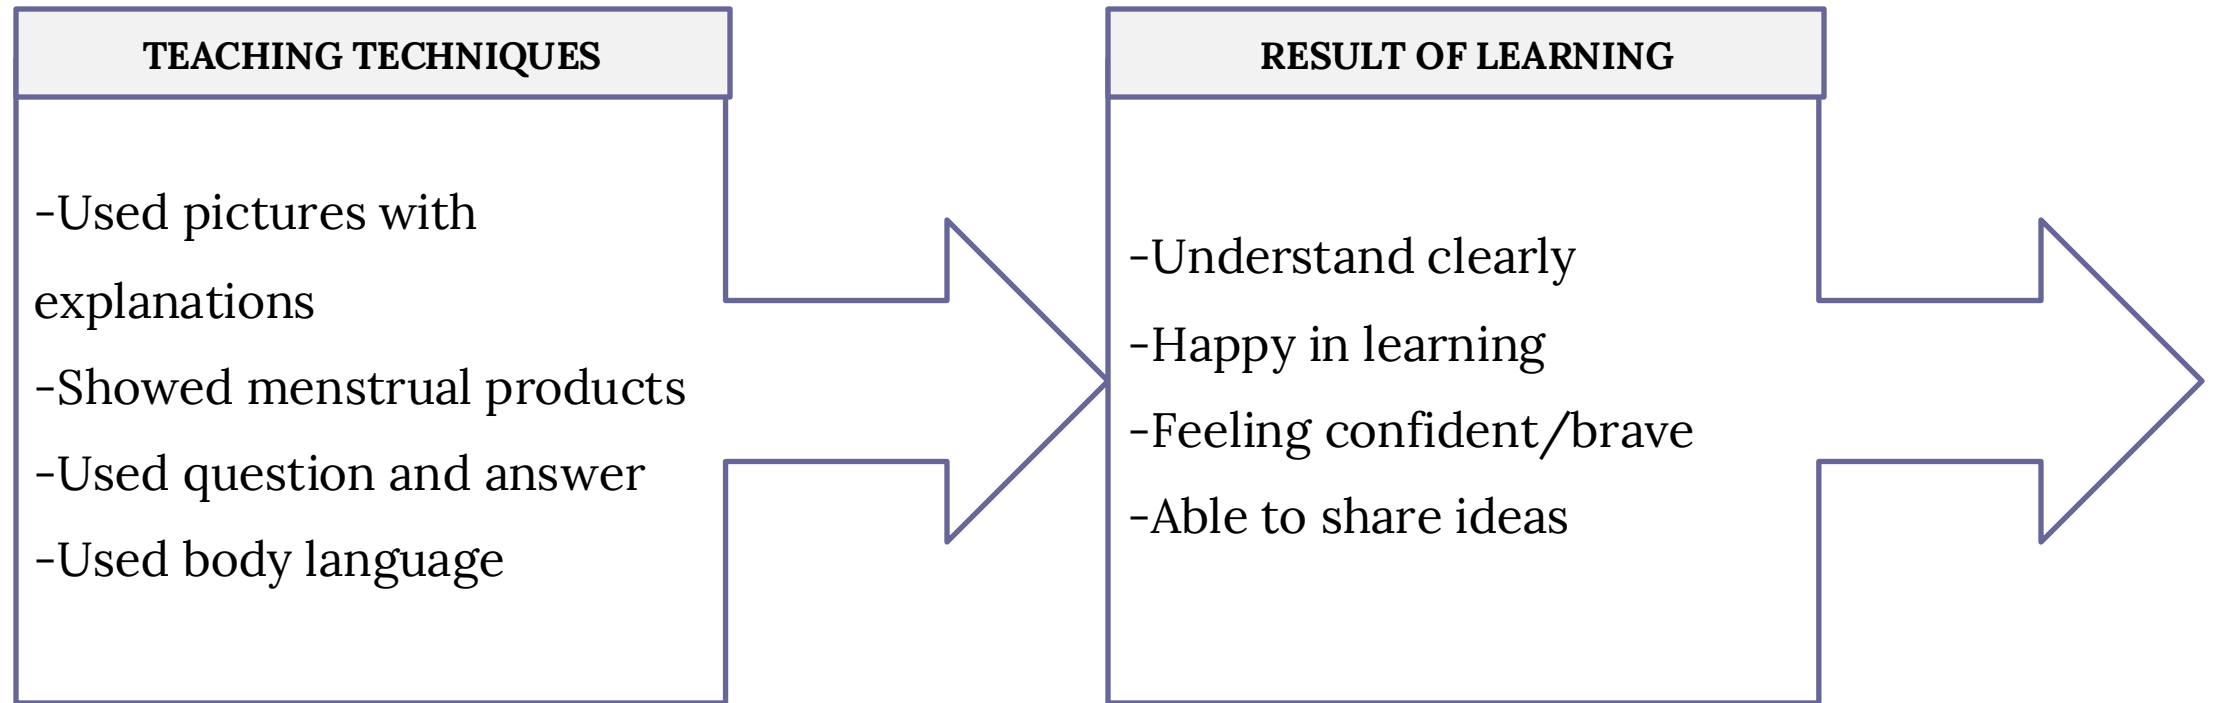 TEACHING TECHNIQUES
-Used pictures with
explanations
-Showed menstrual products
-Used question and answer
-Used body language
RESULT OF LEARNING
-Understand clearly
-Happy in learning
-Feeling confident/brave
-Able to share ideas